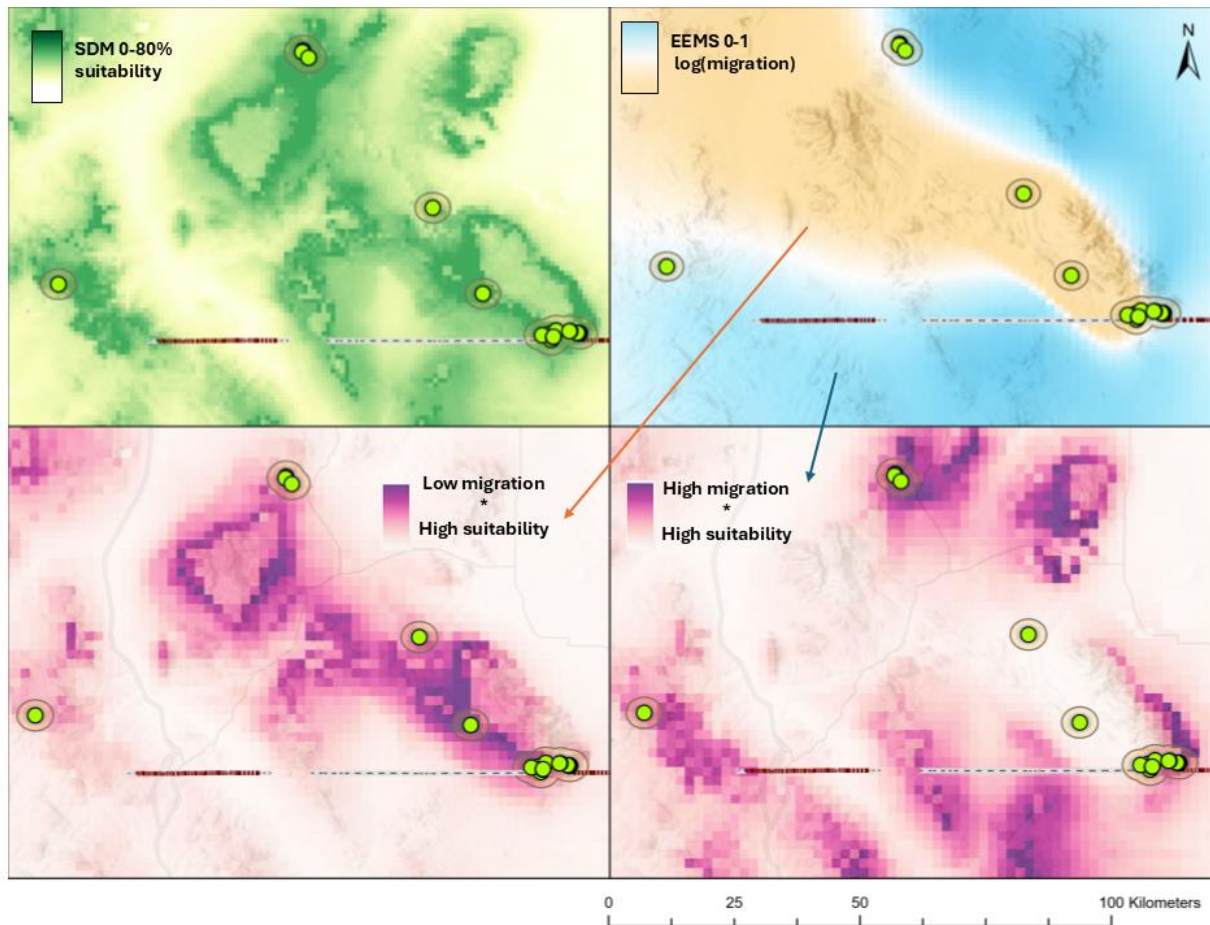 SDM 0-80%
suitability
EEMS 0-1
log(migration)
N
Low migration
*
High suitability
High migration
*
High suitability
0
25
50
100 Kilometers